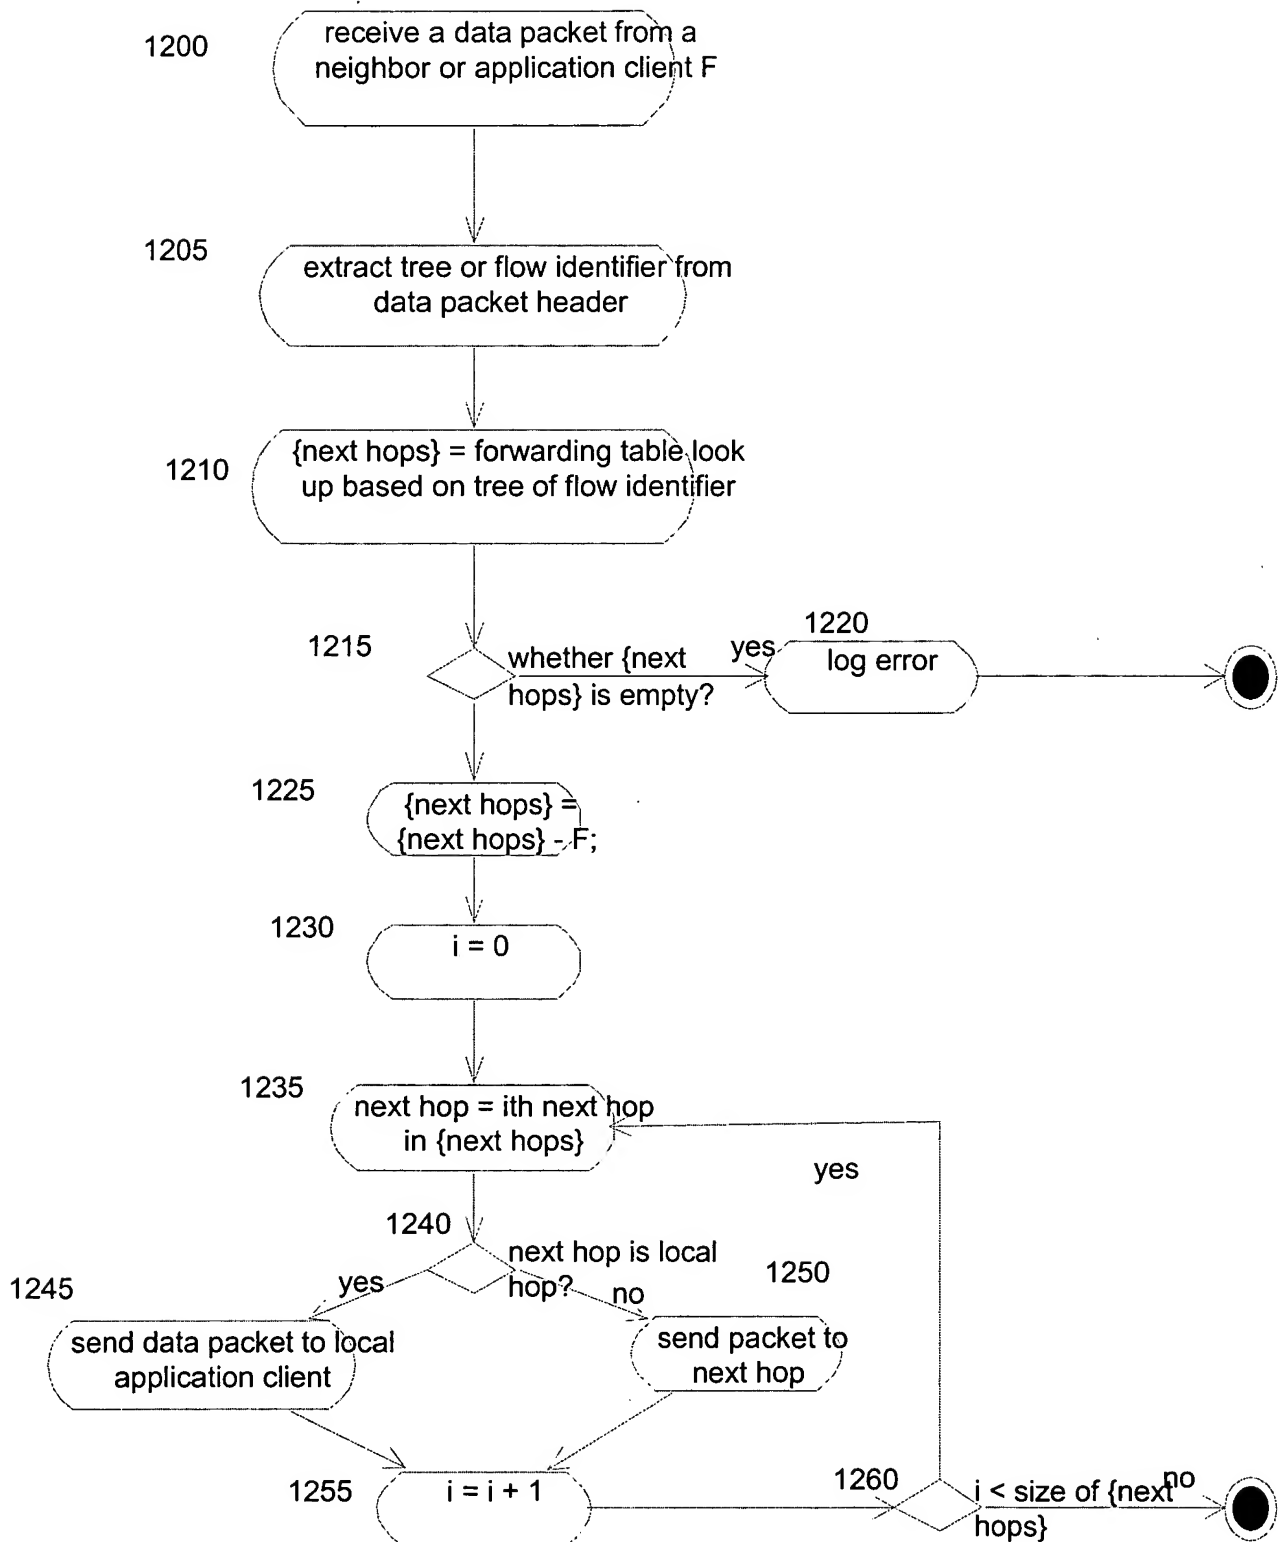 1200
receive a data packet from a
neighbor or application client F
1205
extract tree or flow identifier from
data packet header
1210
{next hops} = forwarding table look
up based on tree of flow identifier
1215
whether {next
hops} is empty?
yes
1220
log error
1225
{next hops} =
{next hops} - F;
1230
i = 0
1235
next hop = ith next hop
in {next hops}
yes
1240
next hop is local
hop?
yes
no
1245
send data packet to local
application client
1250
send packet to
next hop
1255
i = i + 1
1260
i < size of {next
hops}
no